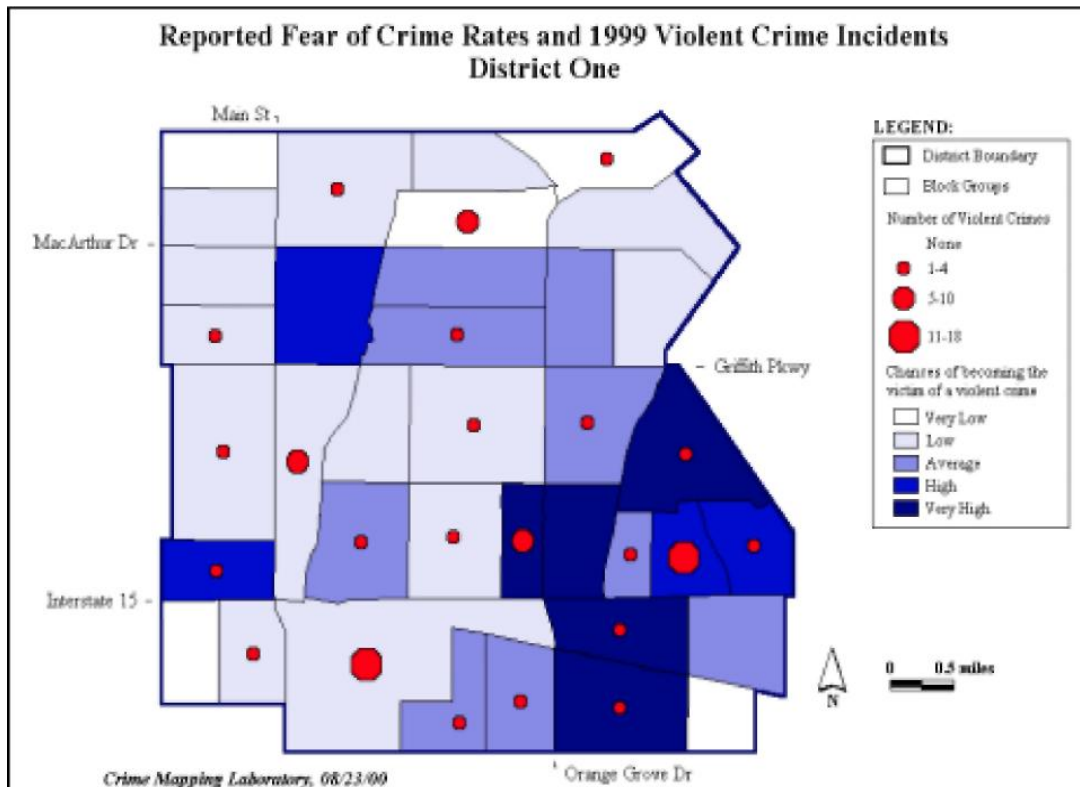 Reported Fear of Crime Rates and 1999 Violent Crime Incidents
District One
Main St
MacArthur Dr
Griffith Pkwy
Interstate 15
Orange Grove Dr
LEGEND:
District Boundary
Block Groups
Number of Violent Crimes
None
1-4
5-10
11-18
Chances of becoming the
victim of a violent crime
Very Low
Low
Average
High
Very High
0 0.5 miles
N
Crime Mapping Laboratory, 08/23/00